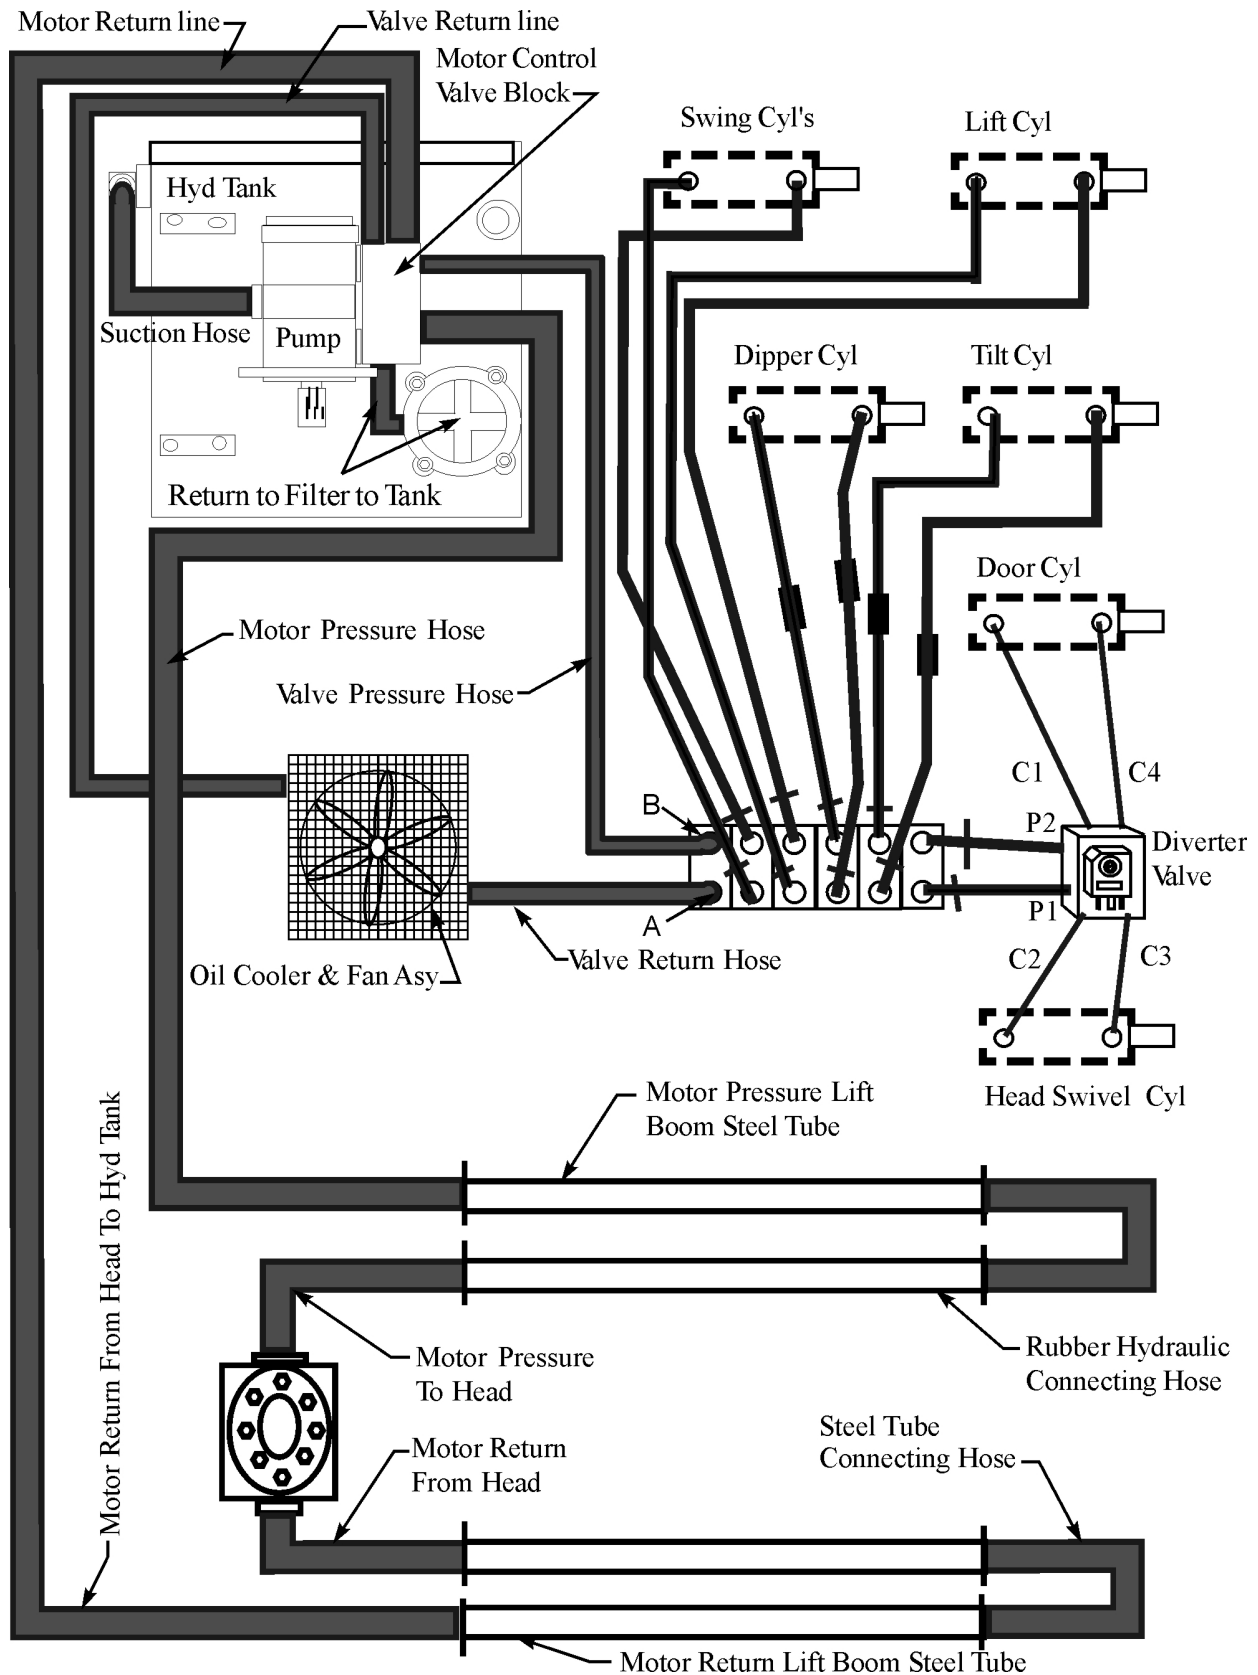 Motor Return line
Valve Return line
Motor Control
Valve Block
Swing Cyl's
Lift Cyl
Hyd Tank
Suction Hose
Pump
Dipper Cyl
Tilt Cyl
Return to Filter to Tank
Door Cyl
Motor Pressure Hose
Valve Pressure Hose
C1
C4
B
P2
Diverter
Valve
A
P1
Valve Return Hose
C2
C3
Oil Cooler & Fan Asy
Head Swivel Cyl
Motor Pressure Lift
Boom Steel Tube
Motor Return From Head To Hyd Tank
Rubber Hydraulic
Connecting Hose
Motor Pressure
To Head
Steel Tube
Connecting Hose
Motor Return
From Head
Motor Return Lift Boom Steel Tube